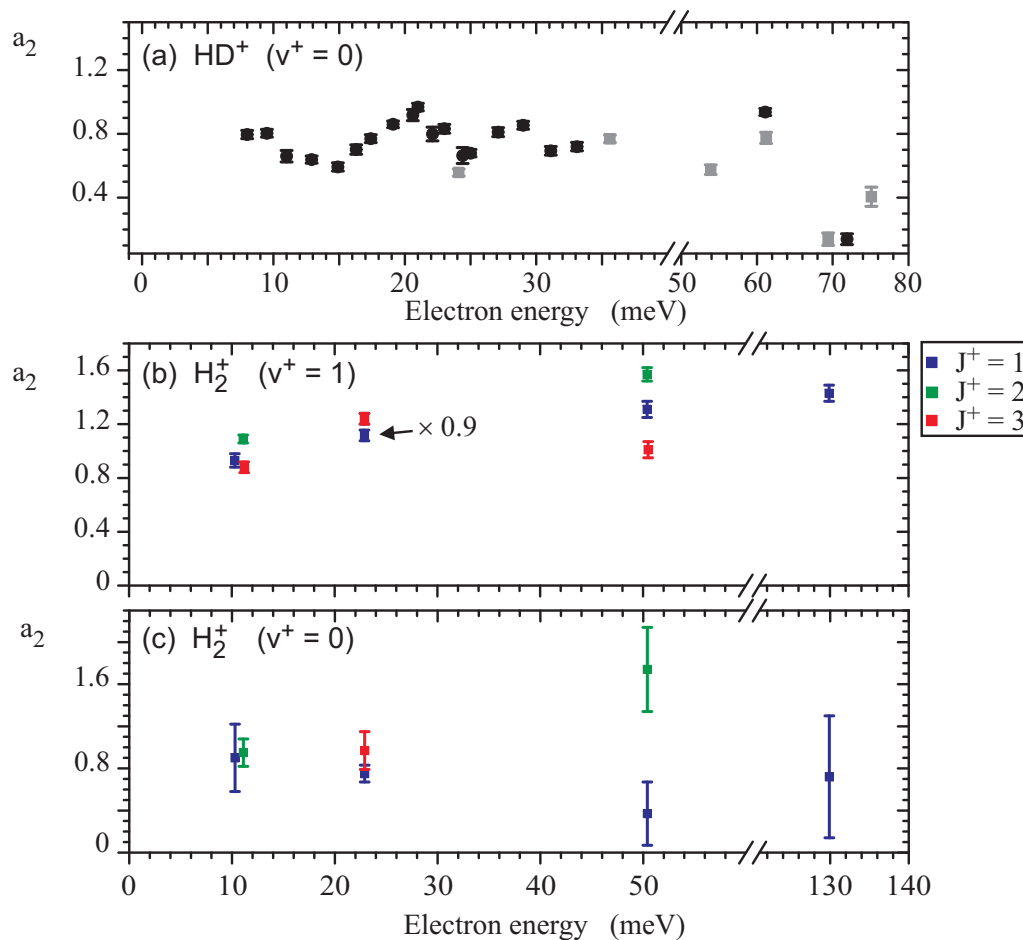 a₂
(a) HD⁺ (v⁺ = 0)
1.2
0.8
0.4
0 10 20 30 50 60 70 80
Electron energy (meV)
a₂
(b) H₂⁺ (v⁺ = 1)
1.6
1.2
0.8
0.4
0
× 0.9
J⁺ = 1
J⁺ = 2
J⁺ = 3
a₂
(c) H₂⁺ (v⁺ = 0)
1.6
0.8
0
0 10 20 30 40 50 130 140
Electron energy (meV)